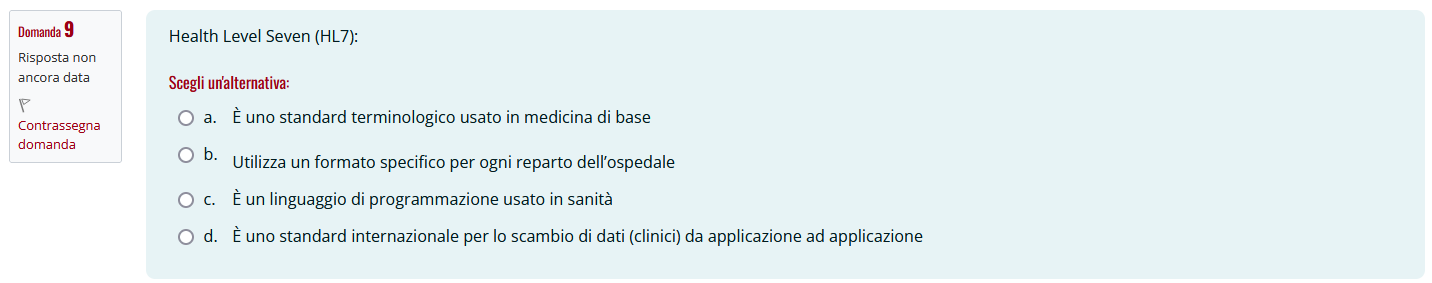 Domanda 9
Risposta non
ancora data
Contrassegna
domanda
Health Level Seven (HL7):
Scegli un'alternativa:
a. È uno standard terminologico usato in medicina di base
b. Utilizza un formato specifico per ogni reparto dell’ospedale
c. È un linguaggio di programmazione usato in sanità
d. È uno standard internazionale per lo scambio di dati (clinici) da applicazione ad applicazione